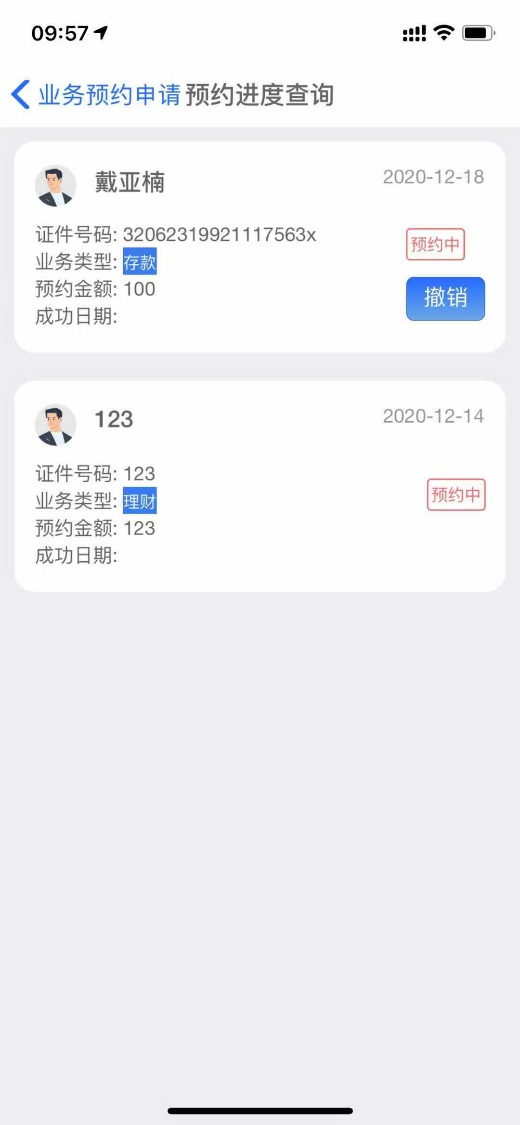 09:57
业务预约申请 预约进度查询
戴亚楠 2020-12-18
证件号码: 32062319921117563x
预约中
业务类型: 存款
预约金额: 100
撤销
成功日期:
123 2020-12-14
证件号码: 123
业务类型: 理财
预约中
预约金额: 123
成功日期: